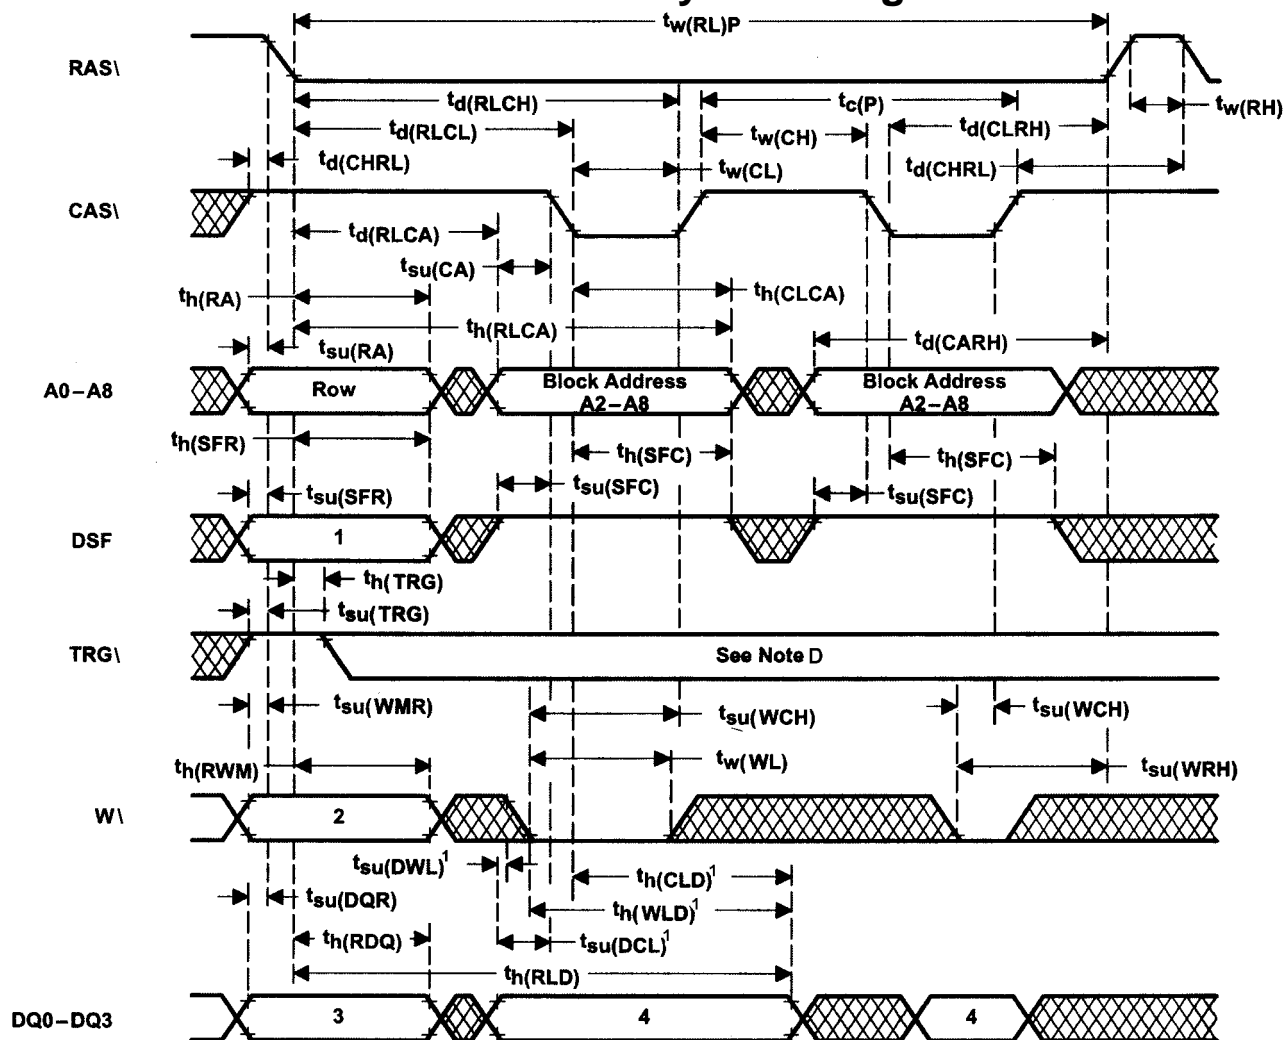 tw(RL)P
RAS\
td(RLCH)
tc(P)
tw(RH)
td(RLCL)
tw(CH)
td(CLRH)
td(CHRL)
tw(CL)
td(CHRL)
CAS\
td(RLCA)
tsu(CA)
th(RA)
th(CLCA)
th(RLCA)
tsu(RA)
td(CARH)
A0–A8
Row
Block Address
A2–A8
Block Address
A2–A8
th(SFR)
th(SFC)
th(SFC)
tsu(SFR)
tsu(SFC)
tsu(SFC)
DSF
1
th(TRG)
tsu(TRG)
TRG\
See Note D
tsu(WMR)
tsu(WCH)
tsu(WCH)
th(RWM)
tw(WL)
tsu(WRH)
W\
2
tsu(DWL)1
th(CLD)1
tsu(DQR)
th(WLD)1
th(RDQ)
tsu(DCL)1
th(RLD)
DQ0–DQ3
3
4
4